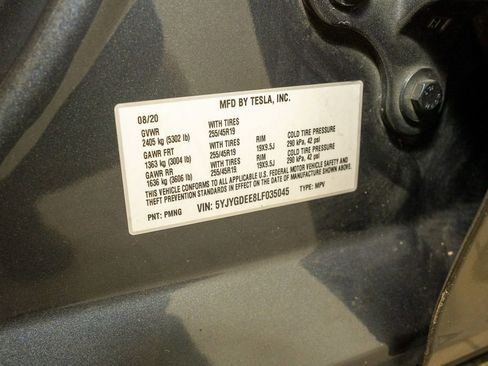 MFD BY TESLA, INC.
08/20
GVWR WITH TIRES
2405 kg (5302 lb) 255/45R19 RIM COLD TIRE PRESSURE
GAWR FRT WITH TIRES 19X9.5J 290 kPa, 42 psi
1363 kg (3004 lb) 255/45R19 RIM COLD TIRE PRESSURE
GAWR RR WITH TIRES 19X9.5J 290 kPa, 42 psi
1636 kg (3606 lb) 255/45R19
THIS VEHICLE CONFORMS TO ALL APPLICABLE U.S. FEDERAL MOTOR VEHICLE SAFETY AND
THEFT PREVENTION STANDARDS IN EFFECT ON THE DATE OF MANUFACTURE SHOWN ABOVE.
PNT: PMNG VIN: 5YJYGDEE8LF035045 TYPE: MPV